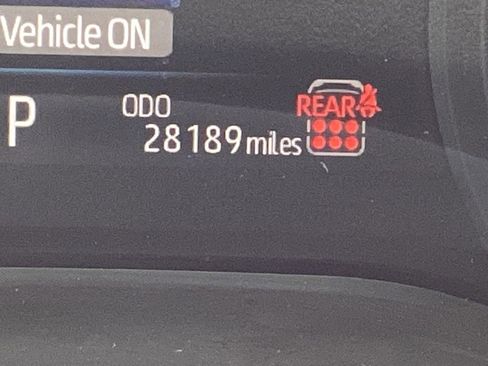 Vehicle ON
P
ODO
REAR
28189 miles